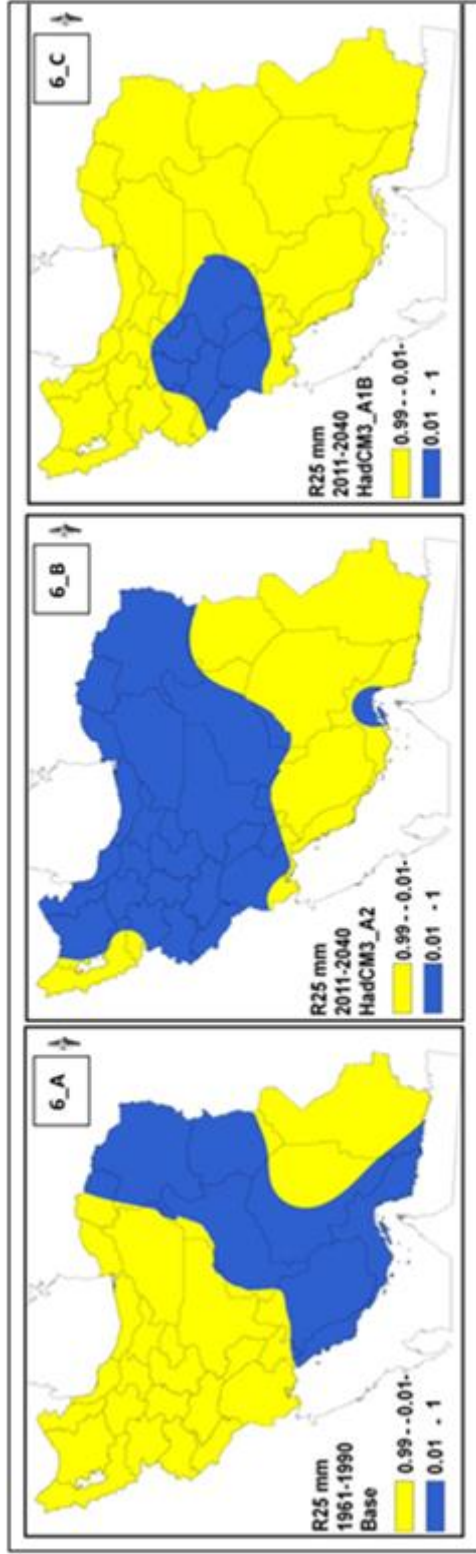 6_A
R25 mm
1961-1990
Base
0.99 - - 0.01-
0.01 - 1
6_B
R25 mm
2011-2040
HadCM3_A2
0.99 - - 0.01-
0.01 - 1
6_C
R25 mm
2011-2040
HadCM3_A1B
0.99 - - 0.01-
0.01 - 1